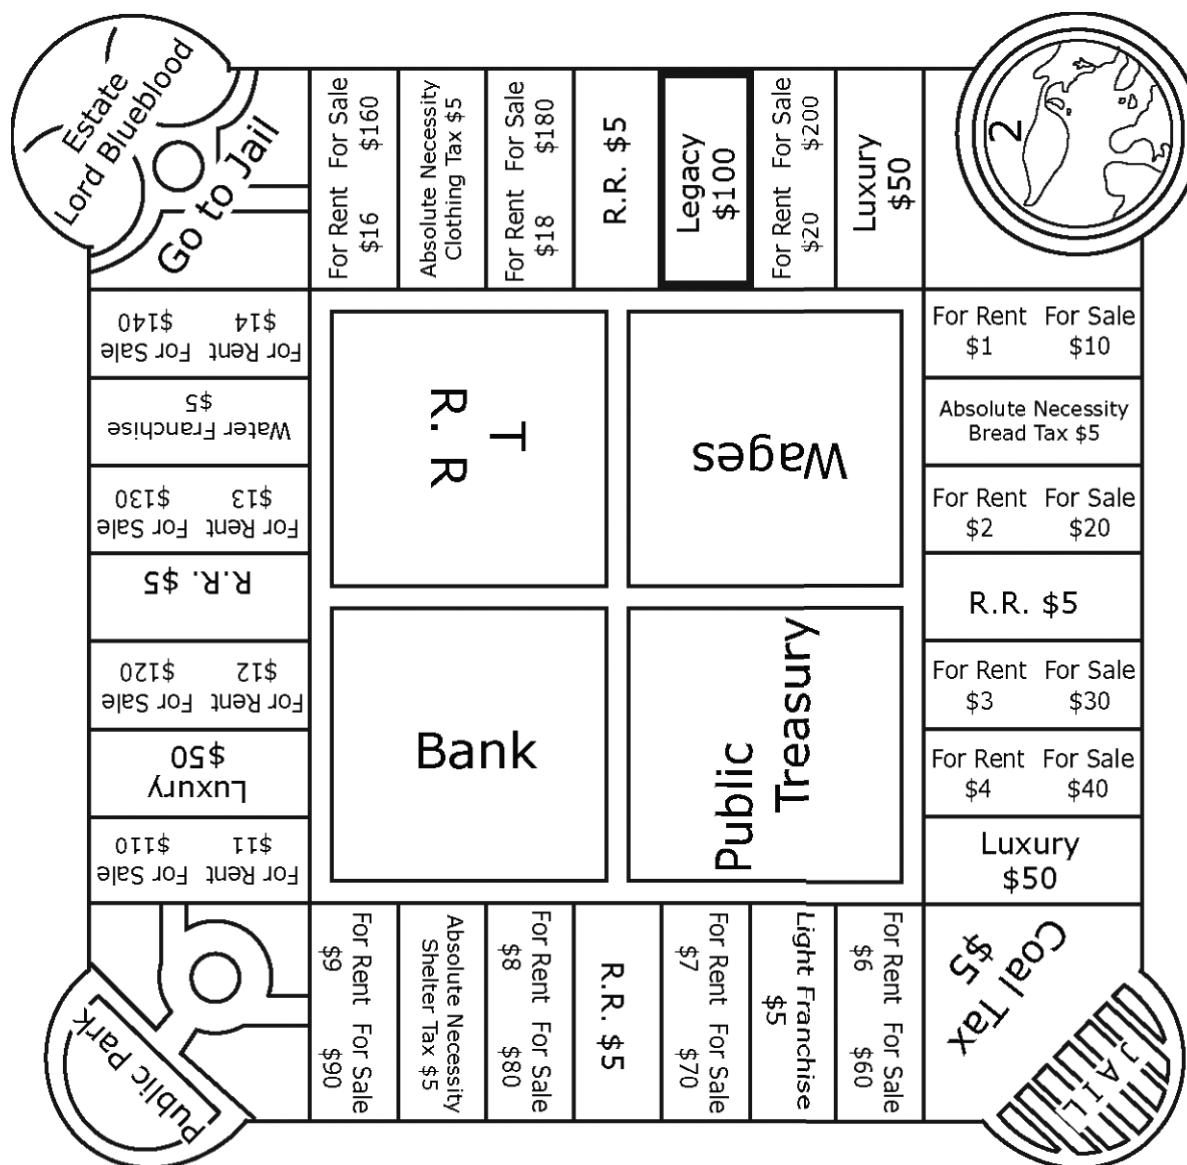 Estate
Lord Blueblood
Go to Jail
For Rent For Sale
$16 $160
Absolute Necessity
Clothing Tax $5
For Rent For Sale
$18 $180
R.R. $5
Legacy
$100
For Rent For Sale
$20 $200
Luxury
$50
2
For Rent For Sale
$1 $10
Absolute Necessity
Bread Tax $5
For Rent For Sale
$2 $20
R.R. $5
For Rent For Sale
$3 $30
For Rent For Sale
$4 $40
Luxury
$50
Coal Tax
$5
JAIL
For Rent For Sale
$6 $60
Light Franchise
$5
For Rent For Sale
$7 $70
R.R. $5
For Rent For Sale
$8 $80
Absolute Necessity
Shelter Tax $5
For Rent For Sale
$9 $90
Public Park
For Rent For Sale
$11 $110
Luxury
$50
For Rent For Sale
$12 $120
R.R. $5
For Rent For Sale
$13 $130
Water Franchise
$5
For Rent For Sale
$14 $140
T
R. R
Wages
Bank
Public
Treasury